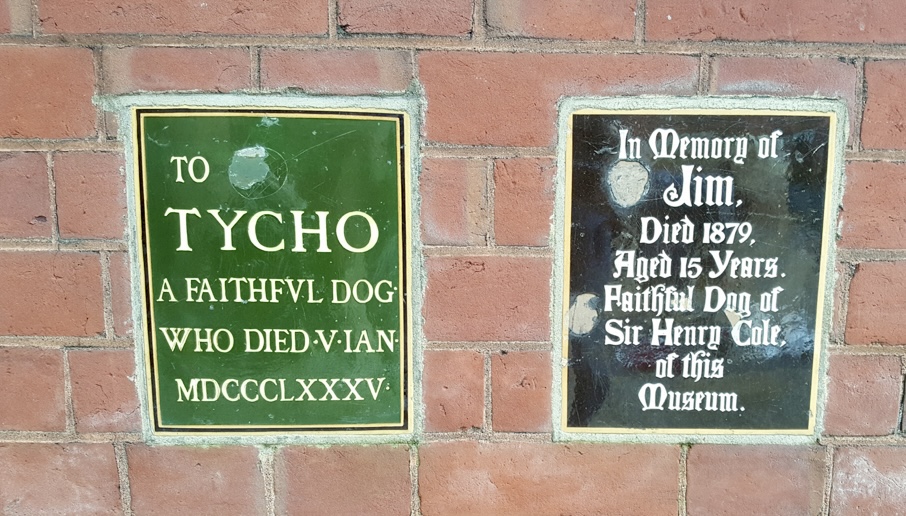 TO
TYCHO
A FAITHFVL DOG·
WHO DIED·V·IAN·
MDCCCLXXXV·
In Memory of
Jim,
Died 1879,
Aged 15 Years.
Faithful Dog of
Sir Henry Cole,
of this
Museum.